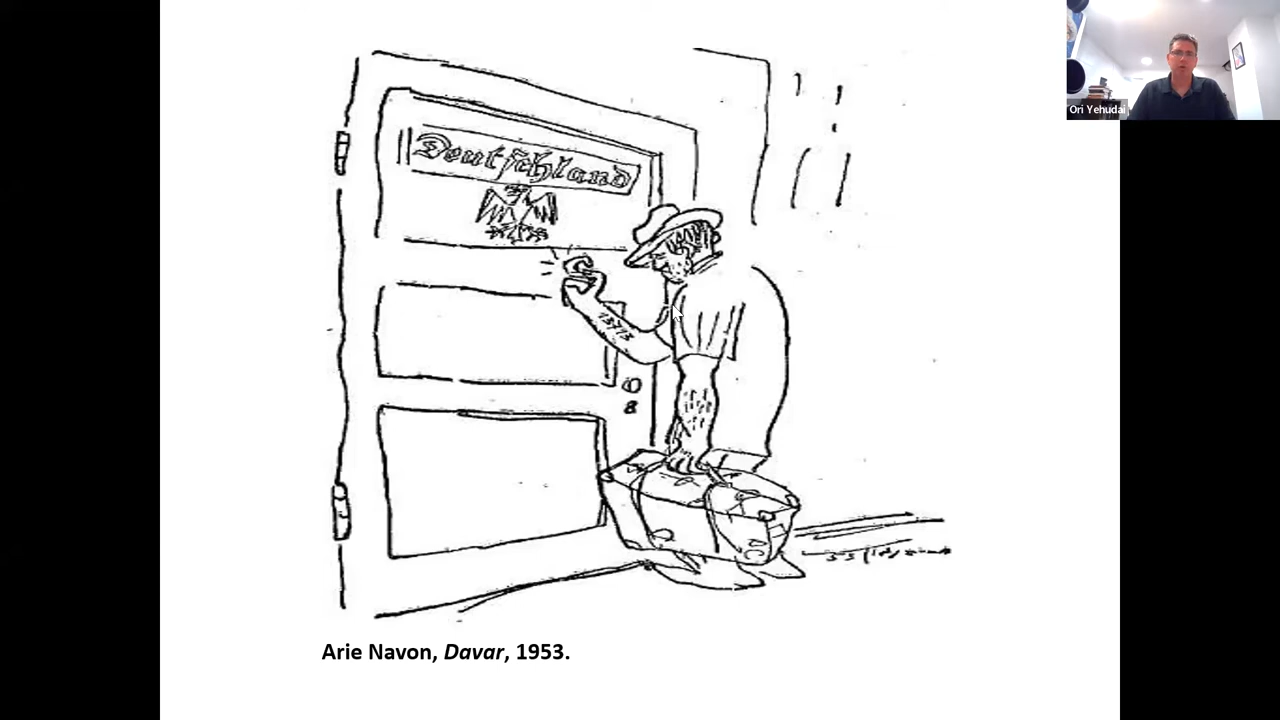 Deutschland
Ori Yehudai
Arie Navon, Davar, 1953.